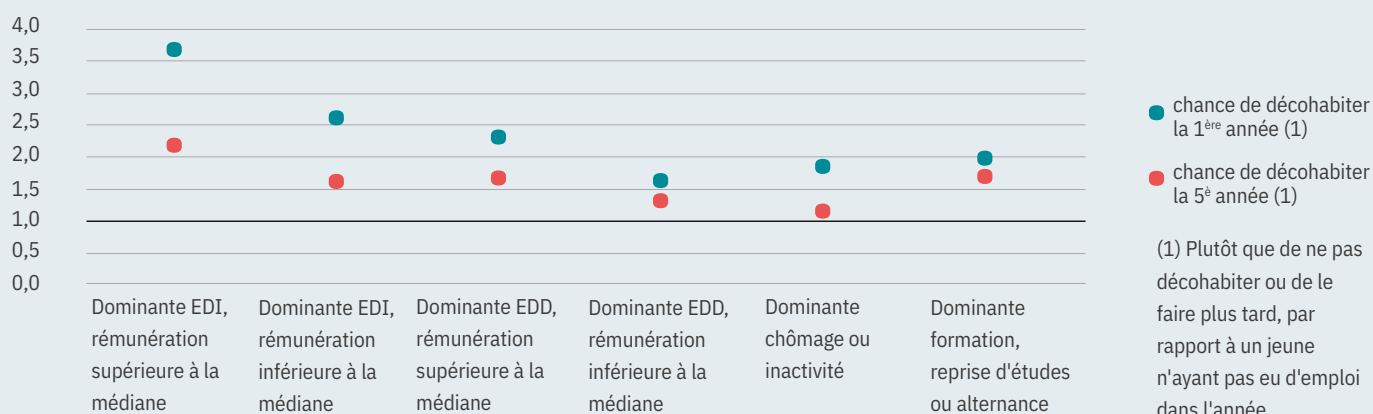 4,0
3,5
3,0
2,5
2,0
1,5
1,0
0,5
0,0
Dominante EDI,
rémunération
supérieure à la
médiane
Dominante EDI,
rémunération
inférieure à la
médiane
Dominante EDD,
rémunération
supérieure à la
médiane
Dominante EDD,
rémunération
inférieure à la
médiane
Dominante
chômage ou
inactivité
Dominante
formation,
reprise d'études
ou alternance
chance de décohabiter
la 1ère année (1)
chance de décohabiter
la 5è année (1)
(1) Plutôt que de ne pas
décohabiter ou de le
faire plus tard, par
rapport à un jeune
n'ayant pas eu d'emploi
dans l'année